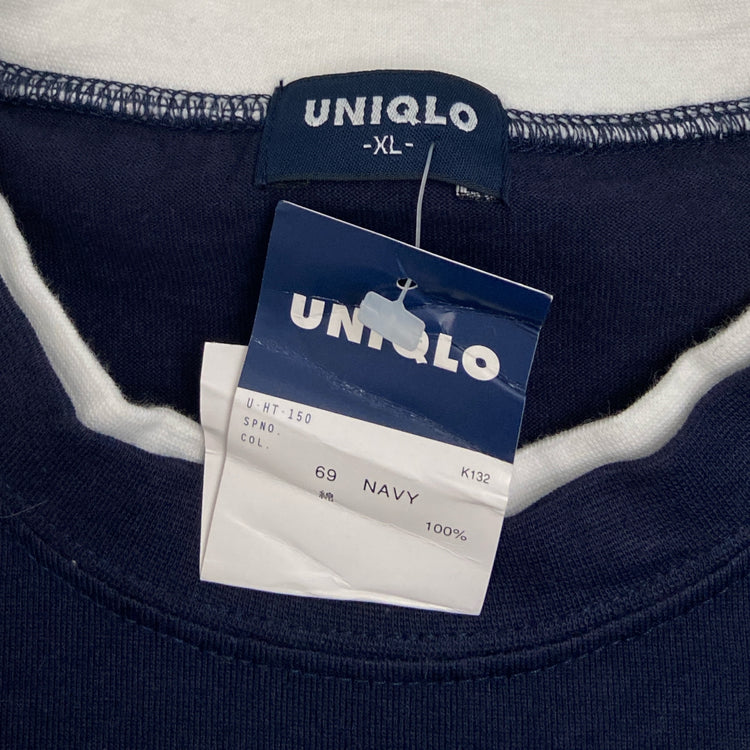 UNIQLO
-XL-
UNIQLO
U-HT-150
SPNO.
COL.
K132
69 NAVY
綿 100%